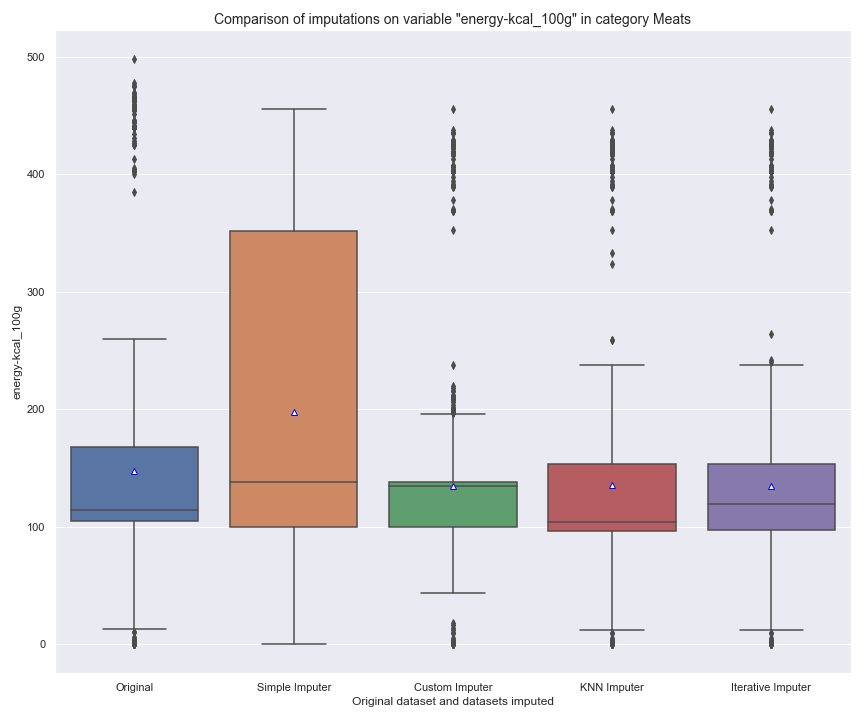 Comparison of imputations on variable "energy-kcal_100g" in category Meats
500
400
300
200
100
0
energy-kcal_100g
Original
Simple Imputer
Custom Imputer
KNN Imputer
Iterative Imputer
Original dataset and datasets imputed